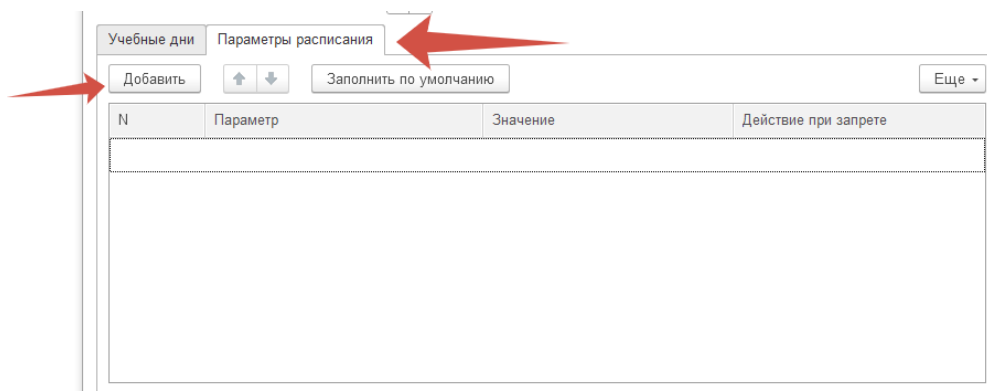 Учебные дни Параметры расписания
Добавить Заполнить по умолчанию Еще
N Параметр Значение Действие при запрете